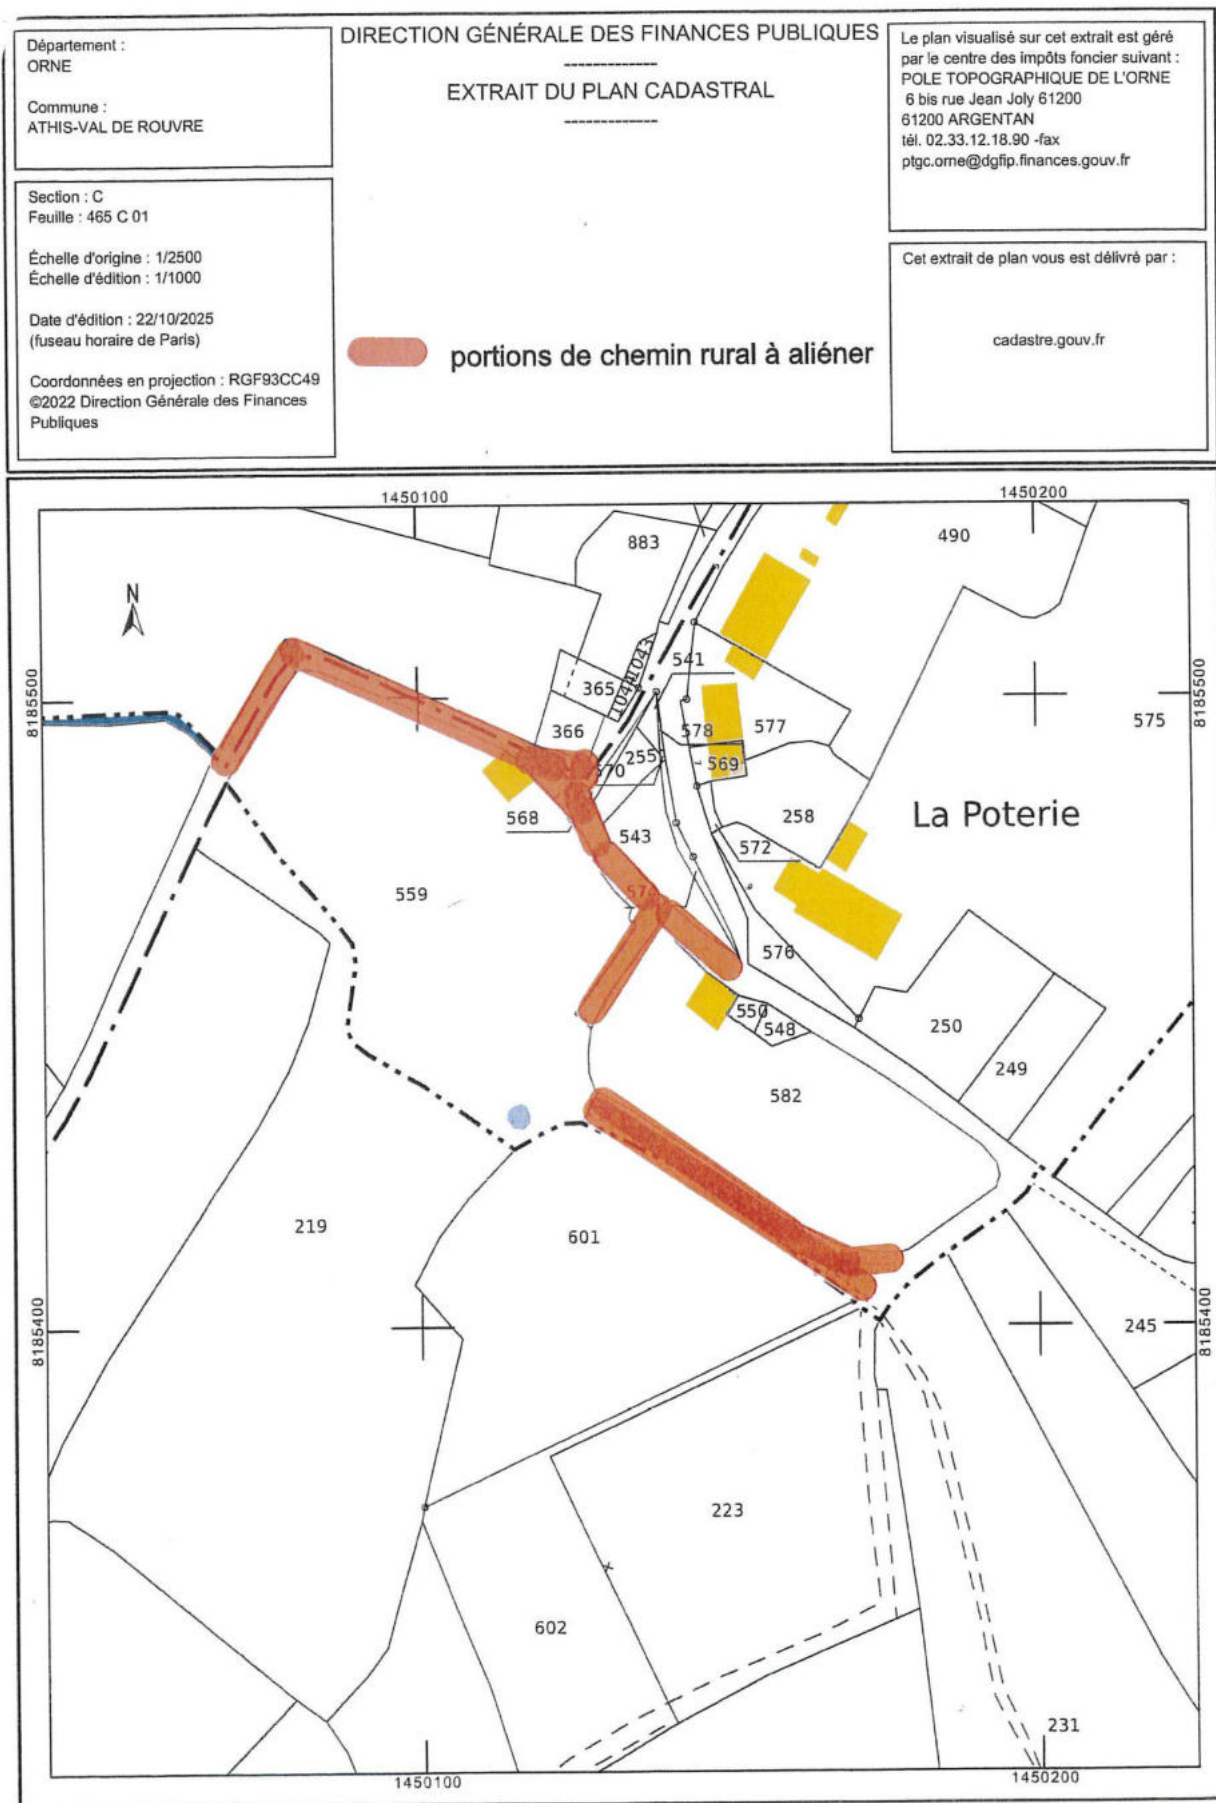 Département :
ORNE
Commune :
ATHIS-VAL DE ROUVRE
Section : C
Feuille : 465 C 01
Échelle d'origine : 1/2500
Échelle d'édition : 1/1000
Date d'édition : 22/10/2025
(fuseau horaire de Paris)
Coordonnées en projection : RGF93CC49
©2022 Direction Générale des Finances
Publiques
DIRECTION GÉNÉRALE DES FINANCES PUBLIQUES
-------------
EXTRAIT DU PLAN CADASTRAL
-------------
portions de chemin rural à aliéner
Le plan visualisé sur cet extrait est géré
par le centre des impôts foncier suivant :
POLE TOPOGRAPHIQUE DE L'ORNE
6 bis rue Jean Joly 61200
61200 ARGENTAN
tél. 02.33.12.18.90 -fax
ptgc.orne@dgfip.finances.gouv.fr
Cet extrait de plan vous est délivré par :
cadastre.gouv.fr
1450100
1450200
883
490
N
1043
541
365
1044
8185500
8185500
575
366
578
577
255
569
570
568
543
258
La Poterie
572
559
574
576
550
548
250
249
582
219
601
8185400
245
8185400
223
602
231
1450100
1450200